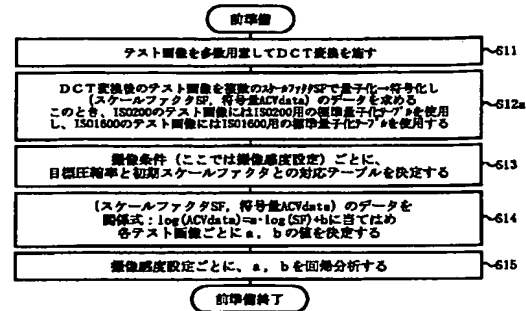 前準備
テスト画像を多数用意してDCT変換を施す
S11
DCT変換後のテスト画像を複数のスケールファクタSFで量子化→符号化し
(スケールファクタSF, 符号量ACVdata) のデータを求める
このとき、ISO200のテスト画像にはISO200用の標準量子化テーブルを使用
し、ISO1600のテスト画像にはISO1600用の標準量子化テーブルを使用する
S12a
撮像条件 (ここでは撮像感度設定) ごとに、
目標圧縮率と初期スケールファクタとの対応テーブルを決定する
S13
(スケールファクタSF, 符号量ACVdata) のデータを
関係式:log(ACVdata)=a・log(SF)+bに当てはめ
各テスト画像ごとにa, bの値を決定する
S14
撮像感度設定ごとに、a, bを回帰分析する
S15
前準備終了